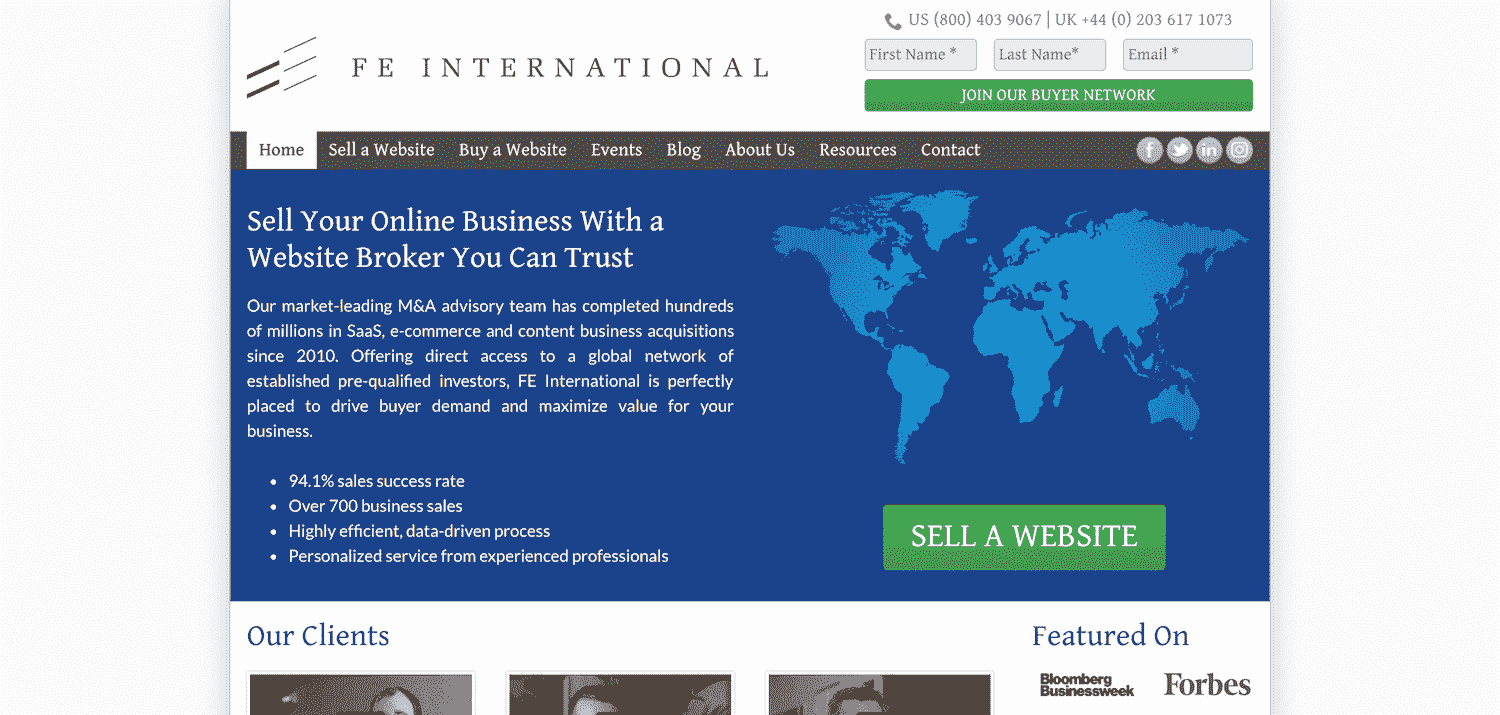 US (800) 403 9067 | UK +44 (0) 203 617 1073
FE INTERNATIONAL
First Name * Last Name* Email *
JOIN OUR BUYER NETWORK
Home Sell a Website Buy a Website Events Blog About Us Resources Contact
f in
Sell Your Online Business With a
Website Broker You Can Trust
Our market-leading M&A advisory team has completed hundreds
of millions in SaaS, e-commerce and content business acquisitions
since 2010. Offering direct access to a global network of
established pre-qualified investors, FE International is perfectly
placed to drive buyer demand and maximize value for your
business.
• 94.1% sales success rate
• Over 700 business sales
• Highly efficient, data-driven process
• Personalized service from experienced professionals
SELL A WEBSITE
Our Clients
Featured On
Bloomberg
Businessweek
Forbes